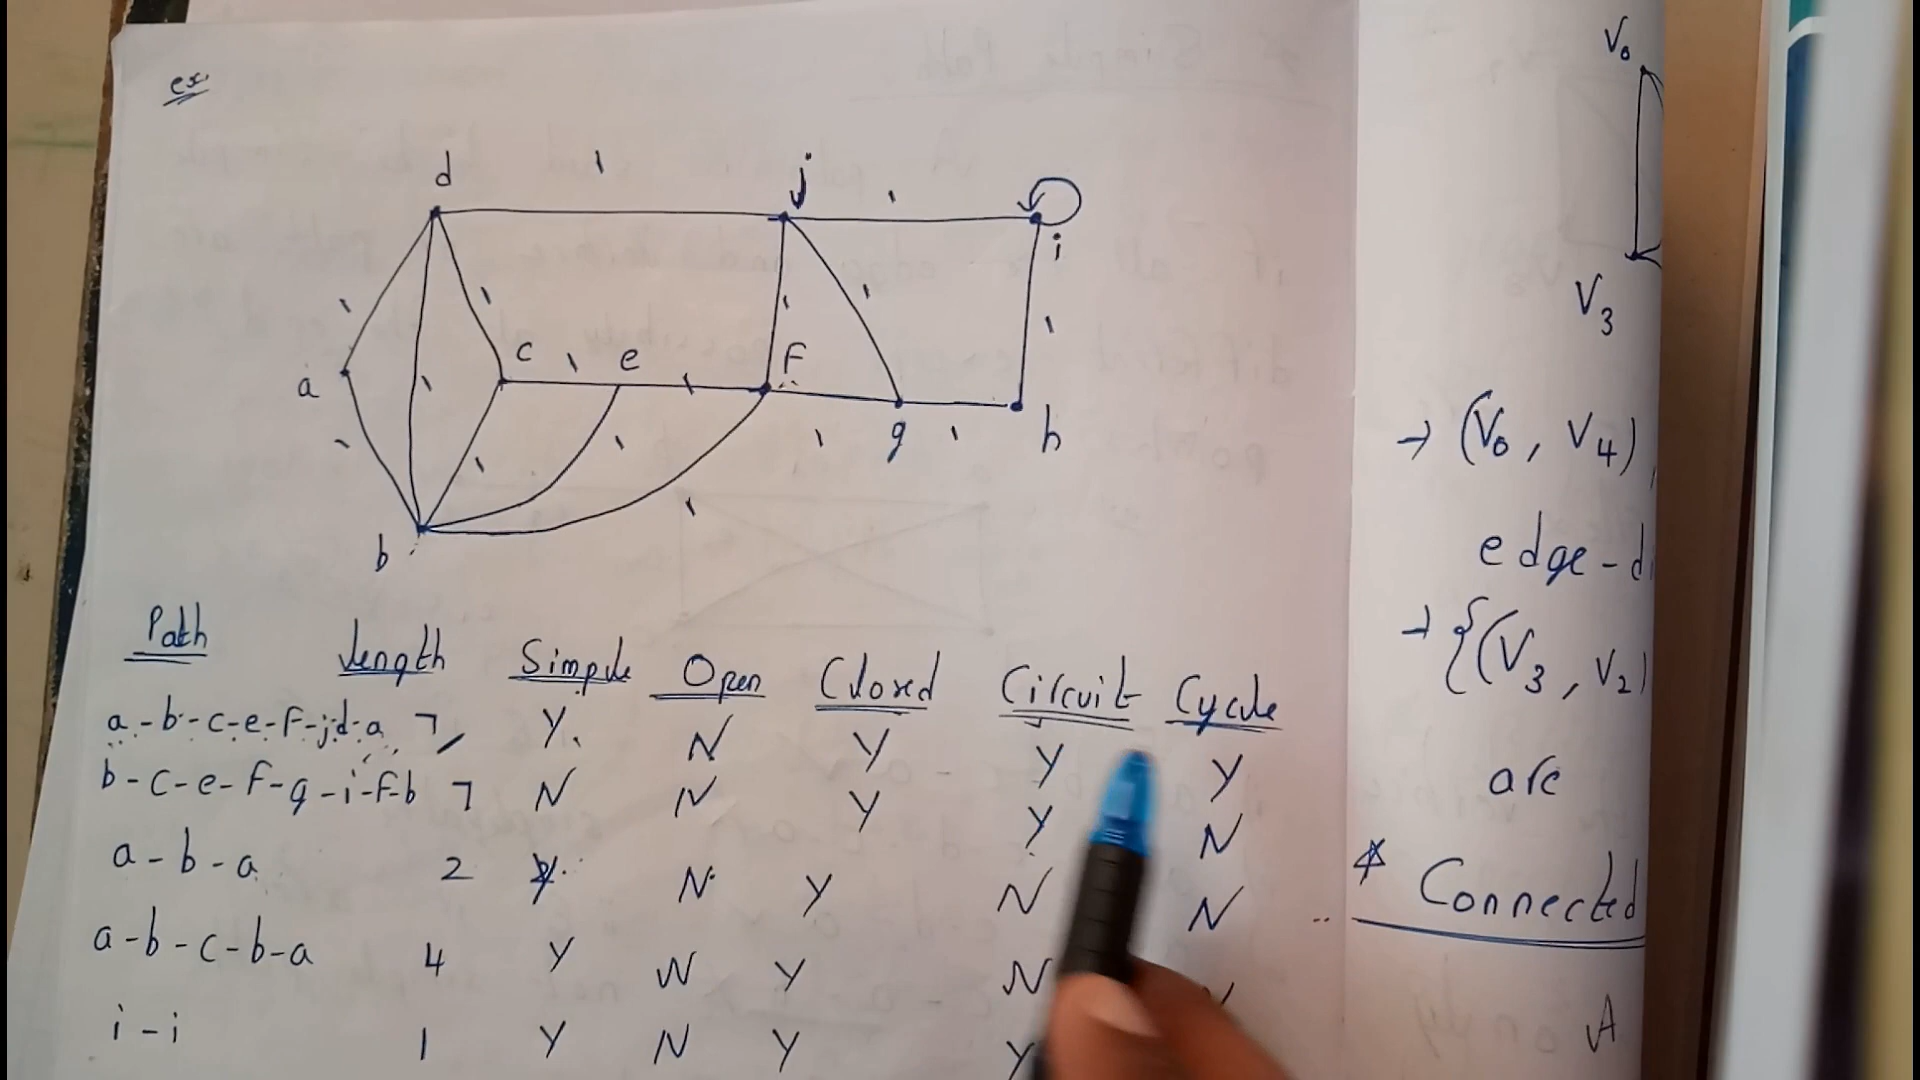 ex
d
j
i
a
c
e
f
g
h
b
Path Length Simple Open Closed Circuit Cycle
a-b-c-e-f-j-d-a 7 Y N Y Y Y
b-c-e-f-g-i-f-b 7 N N Y Y N
a-b-a 2 N Y N N
a-b-c-b-a 4 Y N Y N
i-i 1 Y N Y Y
V0
V3
→ (V0, V4),
edge-di
→ {(V3, V2)
are
* Connected
A